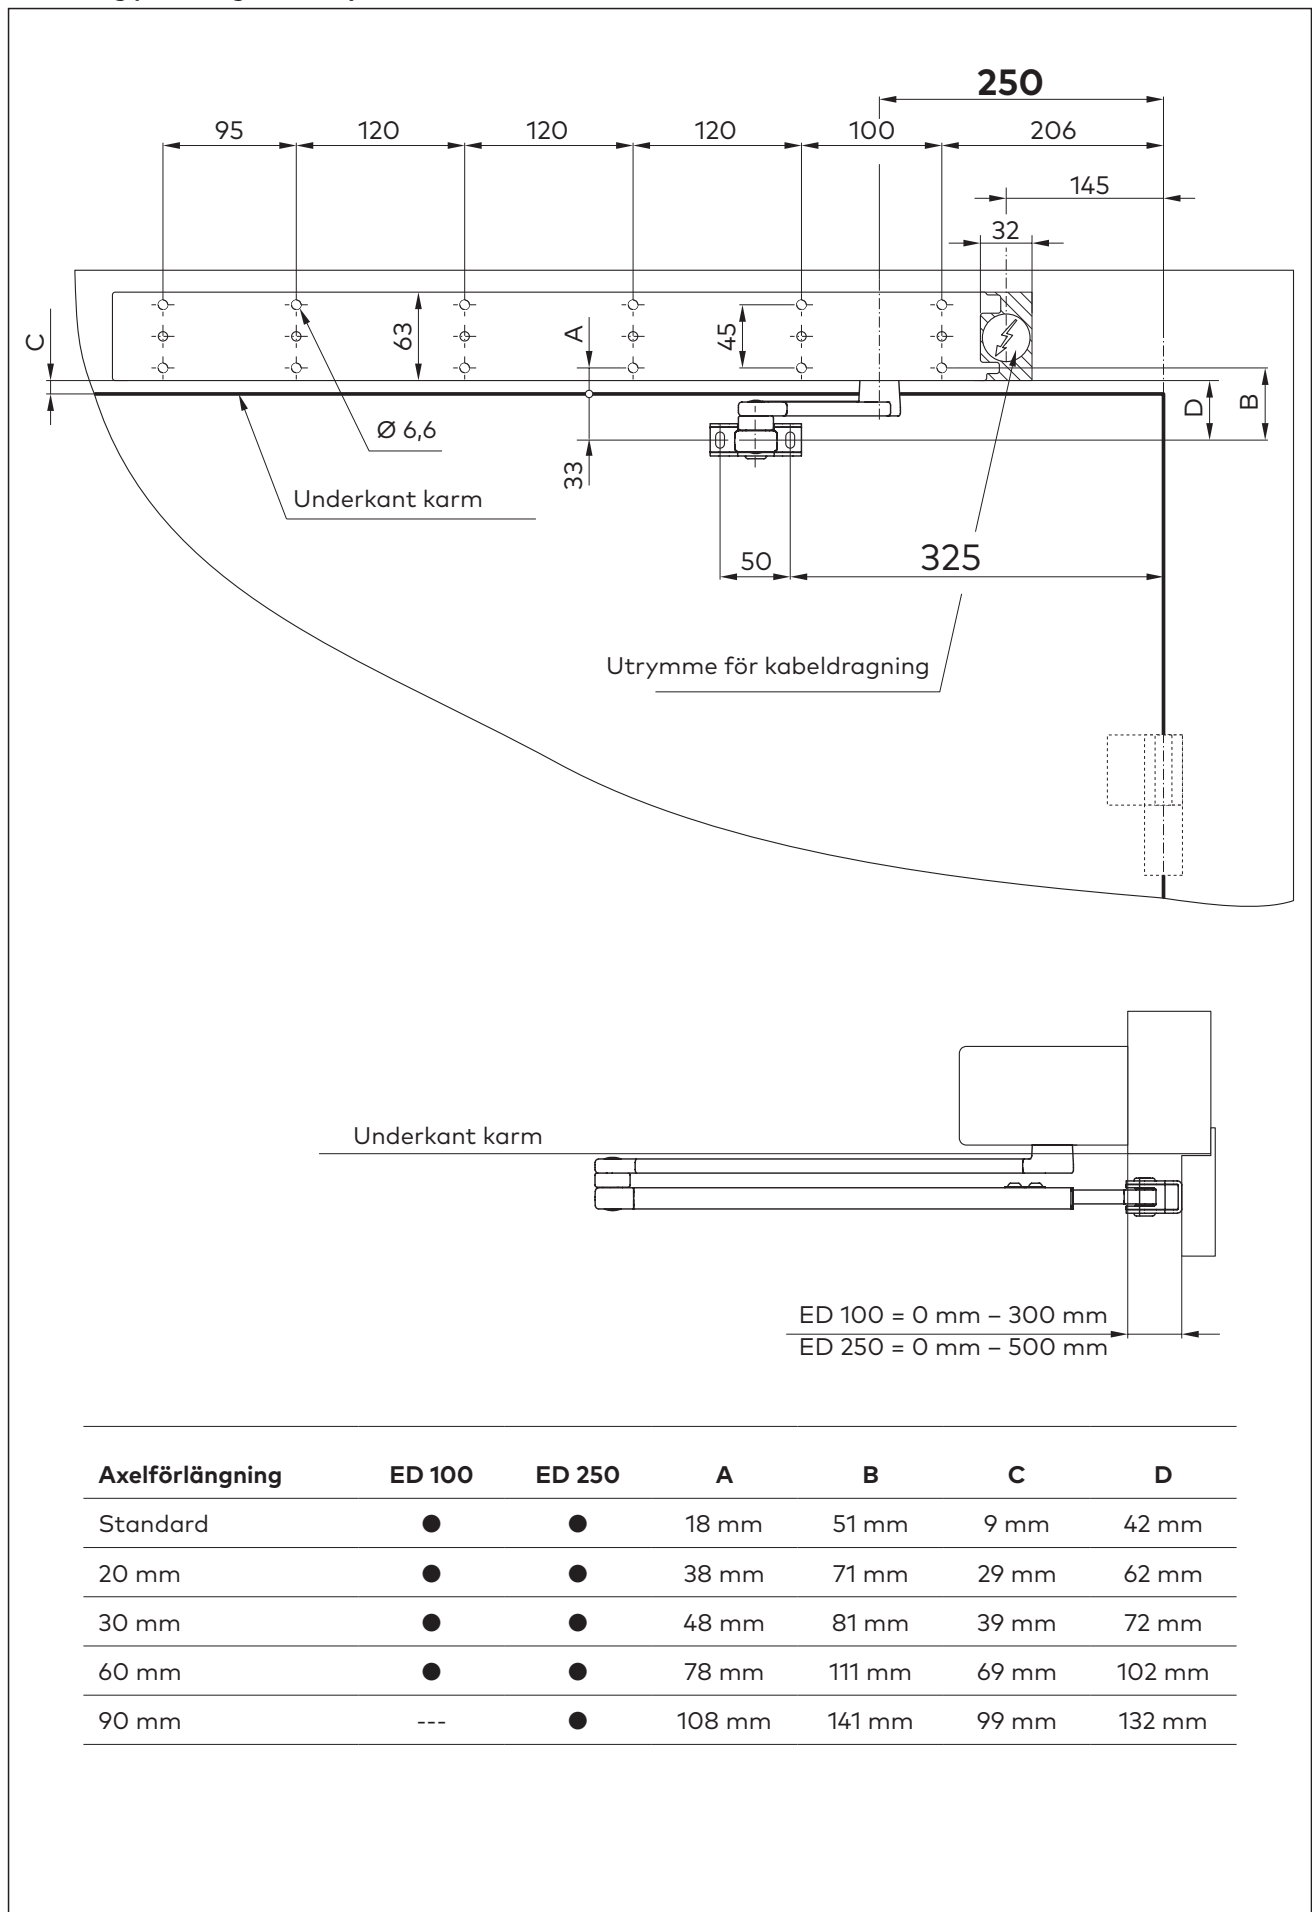 250
95 120 120 120 100 206
145
32
C 63 A 45
D B
Ø 6,6
33
Underkant karm
50 325
Utrymme för kabeldragning
Underkant karm
ED 100 = 0 mm – 300 mm
ED 250 = 0 mm – 500 mm
Axelförlängning ED 100 ED 250 A B C D
Standard ● ● 18 mm 51 mm 9 mm 42 mm
20 mm ● ● 38 mm 71 mm 29 mm 62 mm
30 mm ● ● 48 mm 81 mm 39 mm 72 mm
60 mm ● ● 78 mm 111 mm 69 mm 102 mm
90 mm --- ● 108 mm 141 mm 99 mm 132 mm